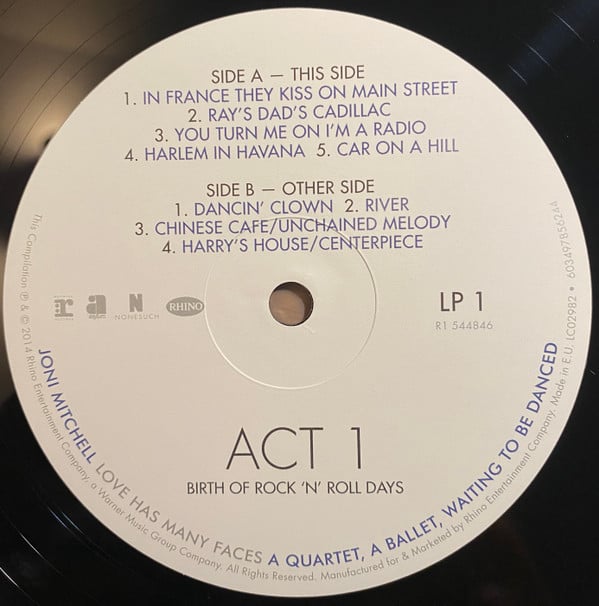 SIDE A — THIS SIDE
1. IN FRANCE THEY KISS ON MAIN STREET
2. RAY'S DAD'S CADILLAC
3. YOU TURN ME ON I'M A RADIO
4. HARLEM IN HAVANA 5. CAR ON A HILL
SIDE B — OTHER SIDE
1. DANCIN' CLOWN 2. RIVER
3. CHINESE CAFE/UNCHAINED MELODY
4. HARRY'S HOUSE/CENTERPIECE
r
a
N
NONESUCH
RHINO
LP 1
R1 544846
ACT 1
BIRTH OF ROCK 'N' ROLL DAYS
JONI MITCHELL LOVE HAS MANY FACES A QUARTET, A BALLET, WAITING TO BE DANCED
This Compilation ℗ & © 2014 Rhino Entertainment Company, a Warner Music Group Company. All Rights Reserved. Manufactured for & Marketed by Rhino Entertainment Company. Made in E.U. LC02982 • 603497856264